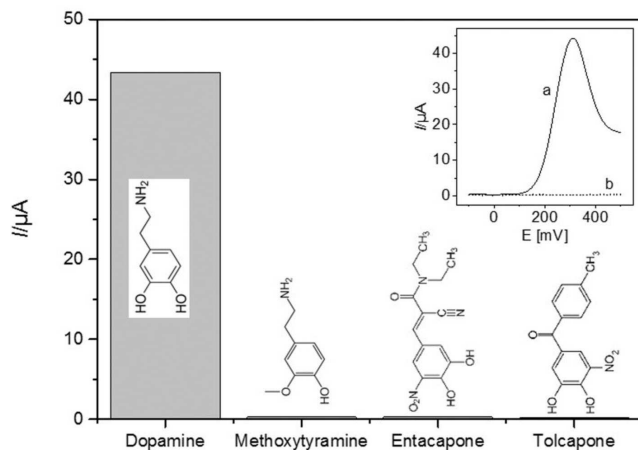 I/µA
50
40
30
20
10
0
Dopamine
Methoxytyramine
Entacapone
Tolcapone
NH₂
HO
OH
NH₂
O
HO
CH₃
CH₃
N
O
C≡N
O₂N
OH
HO
CH₃
O
NO₂
HO
OH
I/µA
40
30
20
10
0
a
b
0
200
400
E [mV]